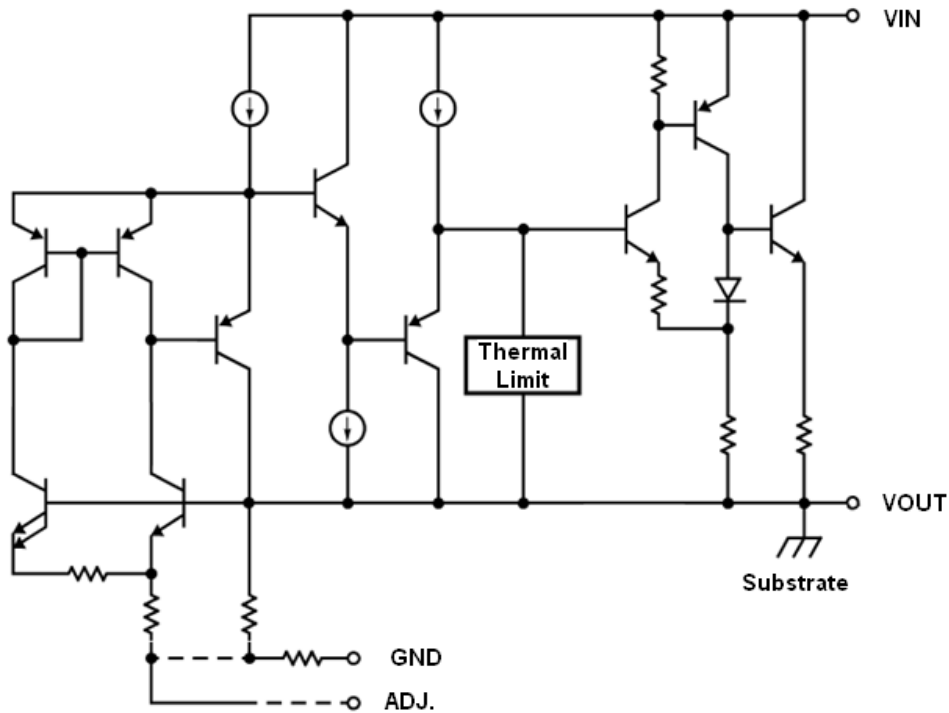 VIN
Thermal
Limit
VOUT
Substrate
GND
ADJ.